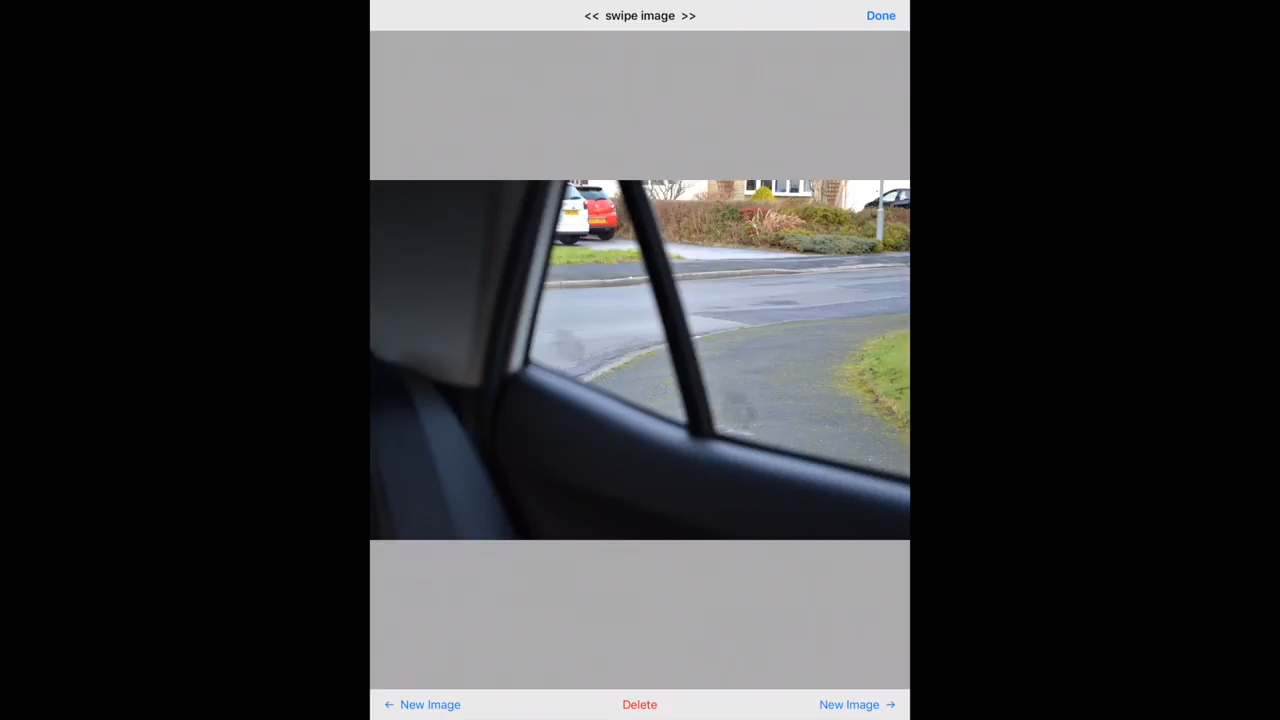 << swipe image >>
Done
← New Image
Delete
New Image →